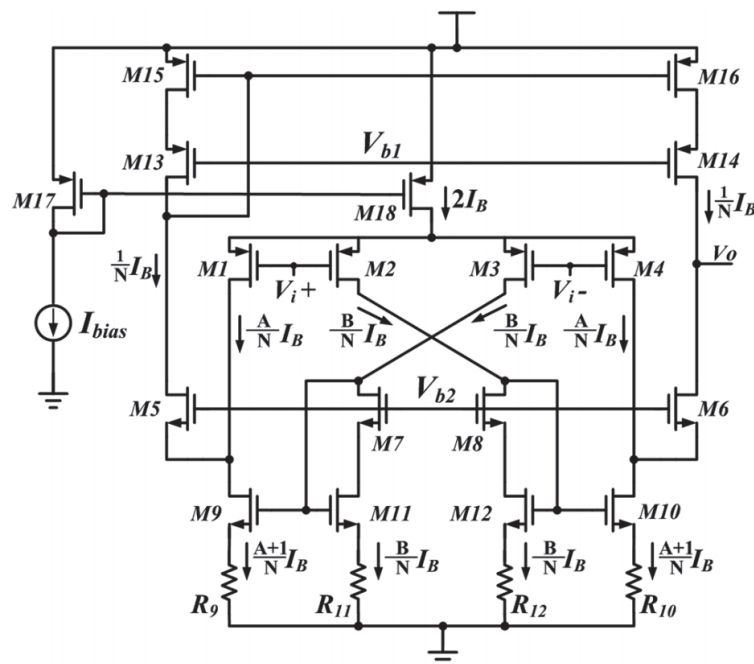 M15
M16
V_b1
M13
M14
M17
M18
2I_B
1/N I_B
1/N I_B
Vo
M1
M2
M3
M4
V_i+
V_i-
I_bias
A/N I_B
B/N I_B
B/N I_B
A/N I_B
M5
V_b2
M6
M7
M8
M9
M11
M12
M10
A+1/N I_B
B/N I_B
B/N I_B
A+1/N I_B
R_9
R_11
R_12
R_10